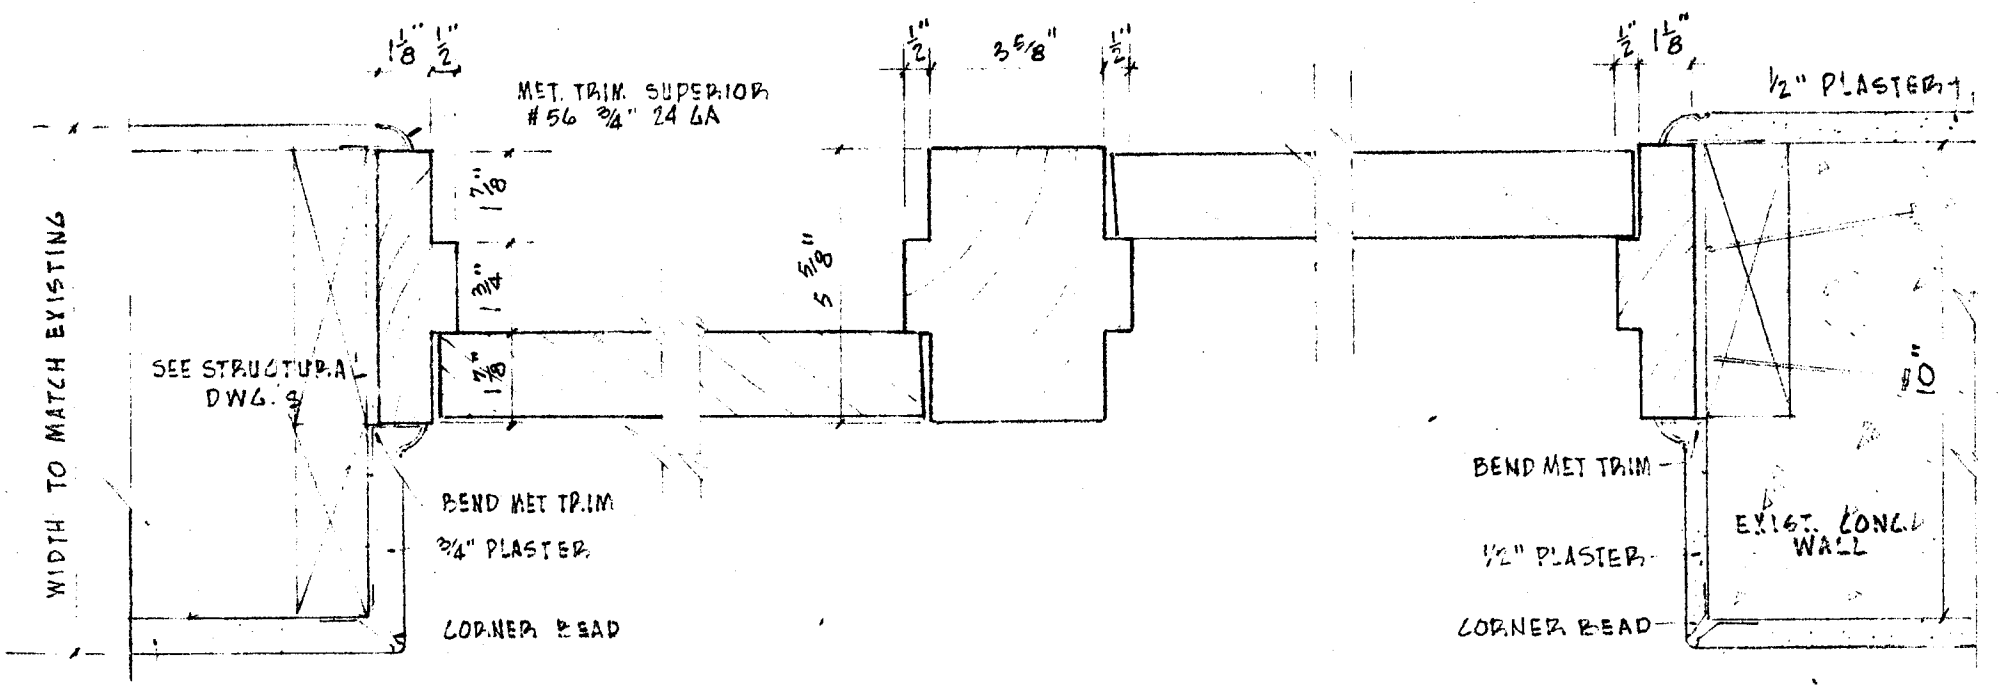 1 1/8" 1/2"
1/2" 3 5/8" 1/2"
1/2" 1 1/8"
MET. TRIM. SUPERIOR
#56 3/4" 24 GA
1/2" PLASTER
1 7/8"
1 3/4"
1 7/8"
5 5/8"
WIDTH TO MATCH EXISTING
SEE STRUCTURAL
DWG.'S
10"
BEND MET TRIM
3/4" PLASTER
CORNER BEAD
BEND MET TRIM
1/2" PLASTER
CORNER BEAD
EXIST. CONC.
WALL